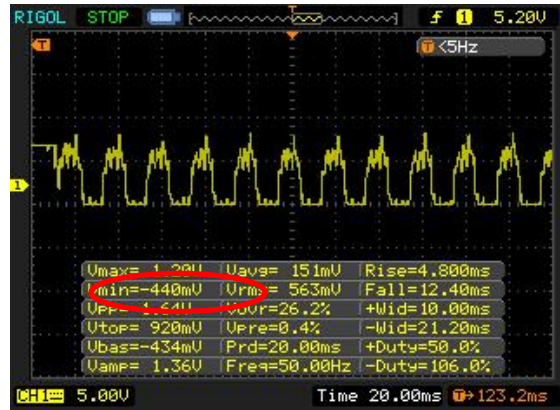 RIGOL STOP 1 5.20V
T T <5Hz
1
Vmax= 1.20V Vavg= 151mV Rise=4.800ms
Vmin=-440mV Vrms= 563mV Fall=12.40ms
Vpp= 1.64V Vovr=26.2% +Wid=10.00ms
Vtop= 920mV Vpre=0.4% -Wid=21.20ms
Vbas=-434mV Prd=20.00ms +Duty=50.0%
Vamp= 1.36V Freq=50.00Hz -Duty=106.0%
CH1 5.00V Time 20.00ms T→123.2ms